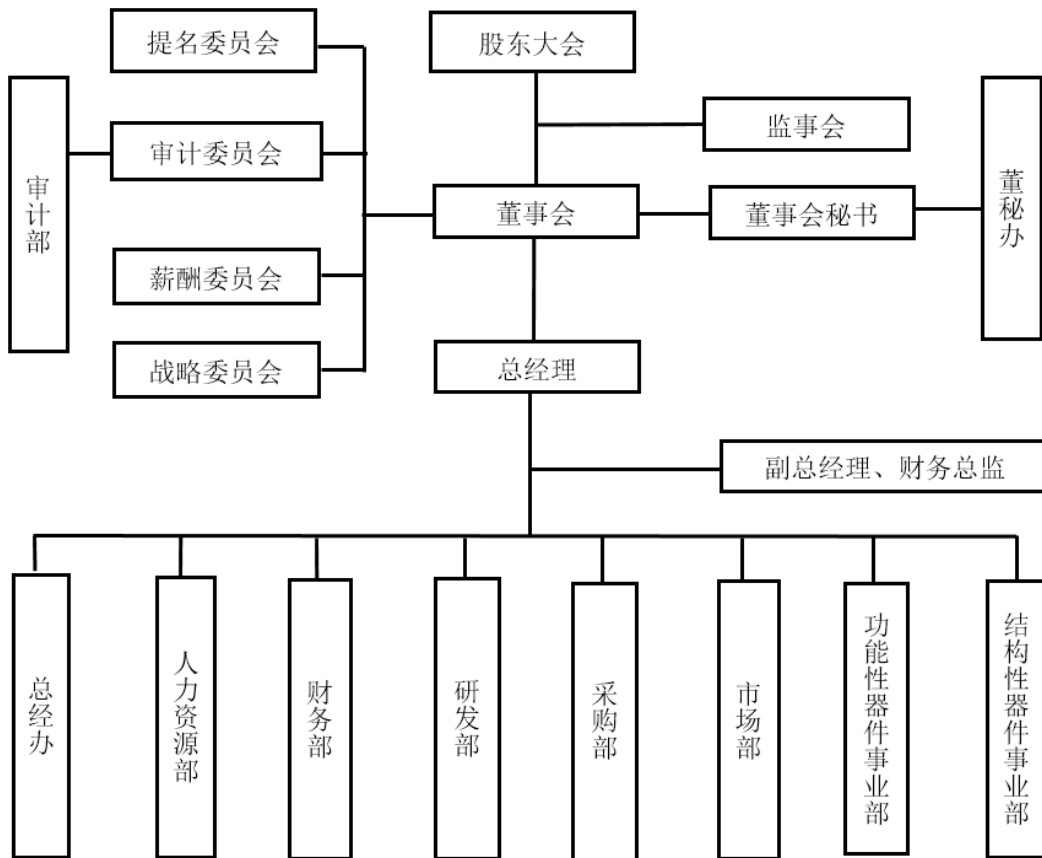 提名委员会
股东大会
监事会
审计委员会
审计部
董事会
董事会秘书
董秘办
薪酬委员会
战略委员会
总经理
副总经理、财务总监
总经办
人力资源部
财务部
研发部
采购部
市场部
功能性器件事业部
结构性器件事业部